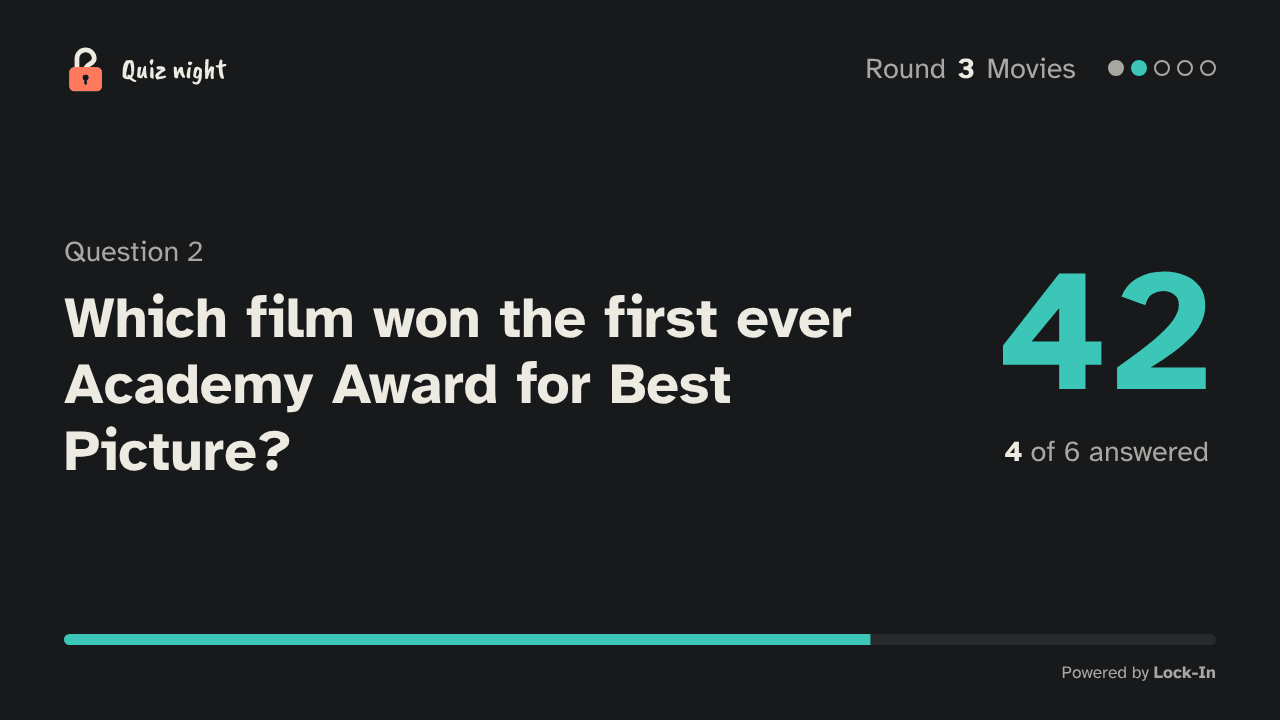 Quiz night
Round 3 Movies
Question 2
Which film won the first ever
Academy Award for Best
Picture?
42
4 of 6 answered
Powered by Lock-In